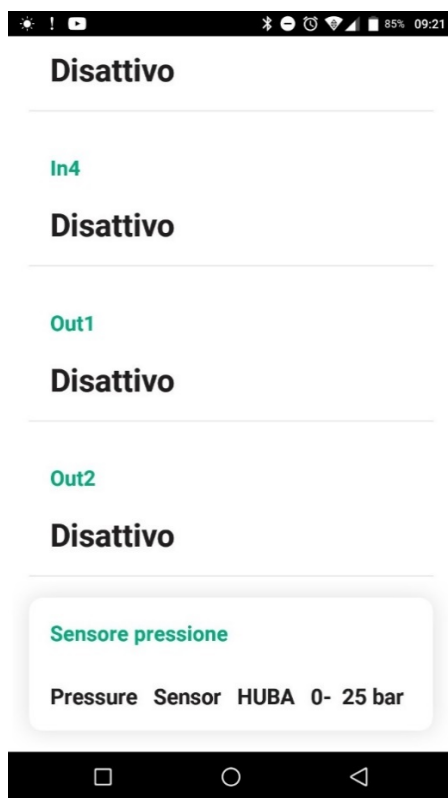 85% 09:21
Disattivo
In4
Disattivo
Out1
Disattivo
Out2
Disattivo
Sensore pressione
Pressure Sensor HUBA 0- 25 bar